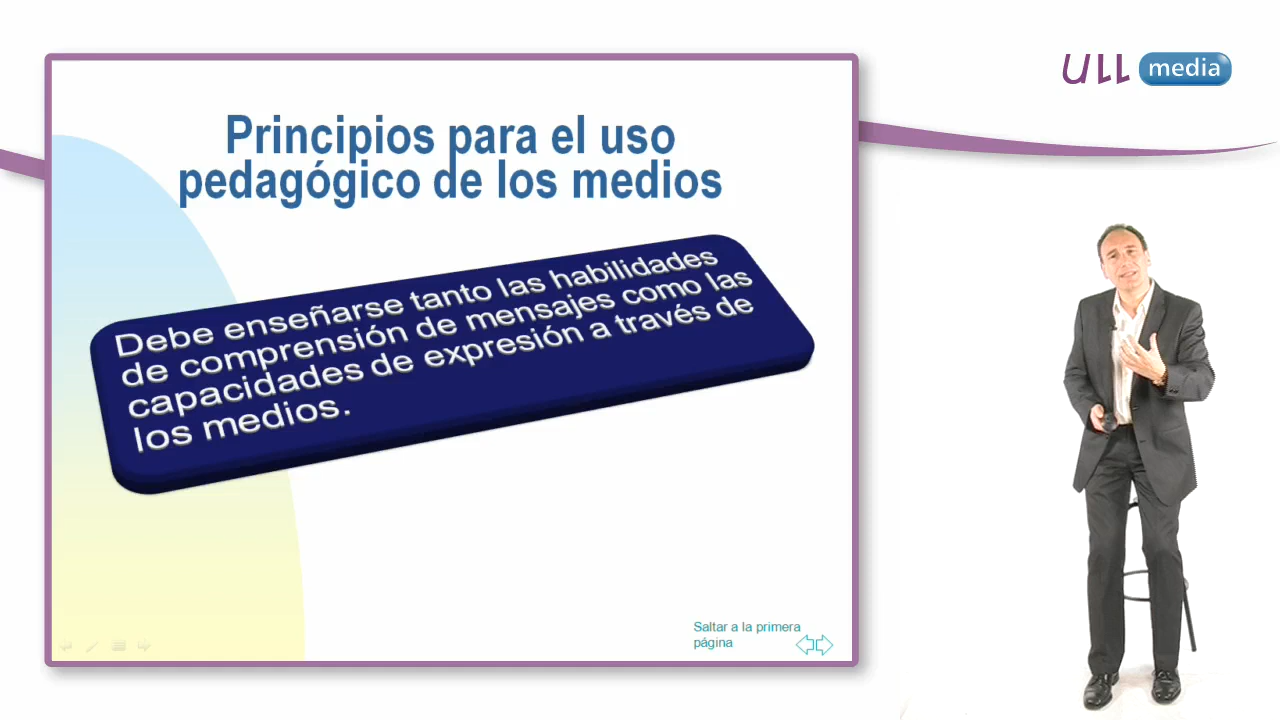 ULL media
Principios para el uso
pedagógico de los medios
Debe enseñarse tanto las habilidades
de comprensión de mensajes como las
capacidades de expresión a través de
los medios.
Saltar a la primera
página